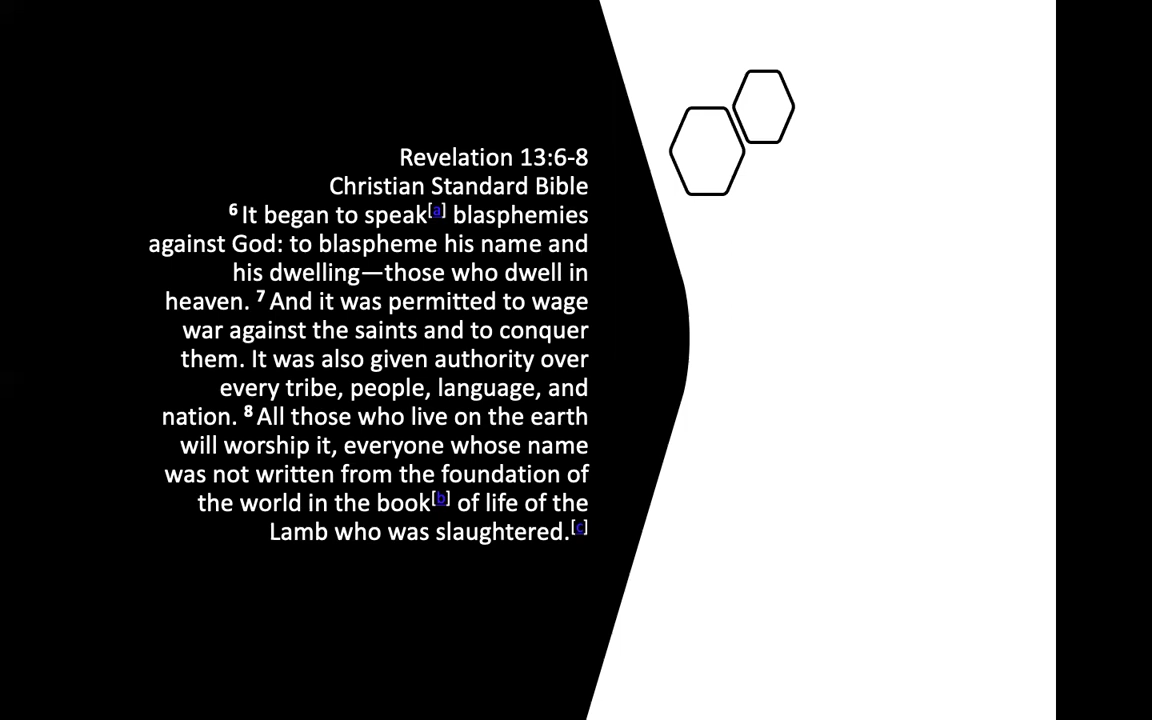 Revelation 13:6-8
Christian Standard Bible
6 It began to speak[a] blasphemies
against God: to blaspheme his name and
his dwelling—those who dwell in
heaven. 7 And it was permitted to wage
war against the saints and to conquer
them. It was also given authority over
every tribe, people, language, and
nation. 8 All those who live on the earth
will worship it, everyone whose name
was not written from the foundation of
the world in the book[b] of life of the
Lamb who was slaughtered.[c]